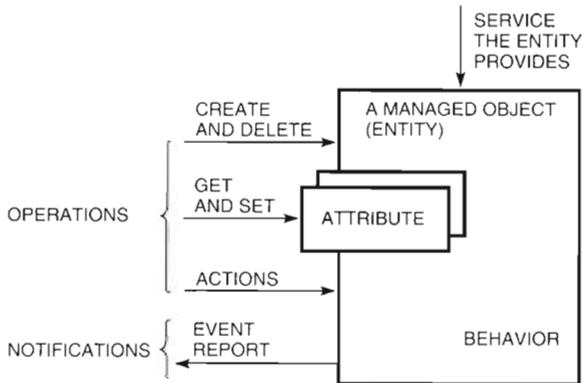 SERVICE
THE ENTITY
PROVIDES
CREATE
AND DELETE
A MANAGED OBJECT
(ENTITY)
GET
AND SET
OPERATIONS
ATTRIBUTE
ACTIONS
EVENT
REPORT
NOTIFICATIONS
BEHAVIOR